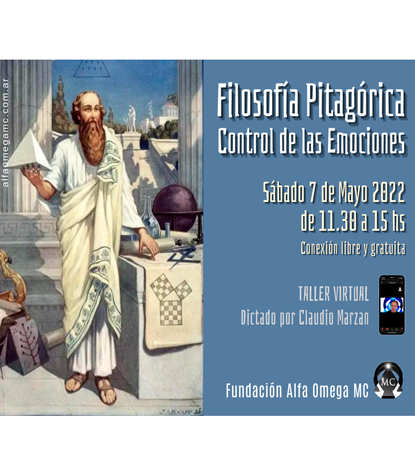 alfaomegamc.com.ar
Filosofía Pitagórica
Control de las Emociones
Sábado 7 de Mayo 2022
de 11.30 a 15 hs
Conexión libre y gratuita
TALLER VIRTUAL
Dictado por Claudio Marzan
Fundación Alfa Omega MC
MC